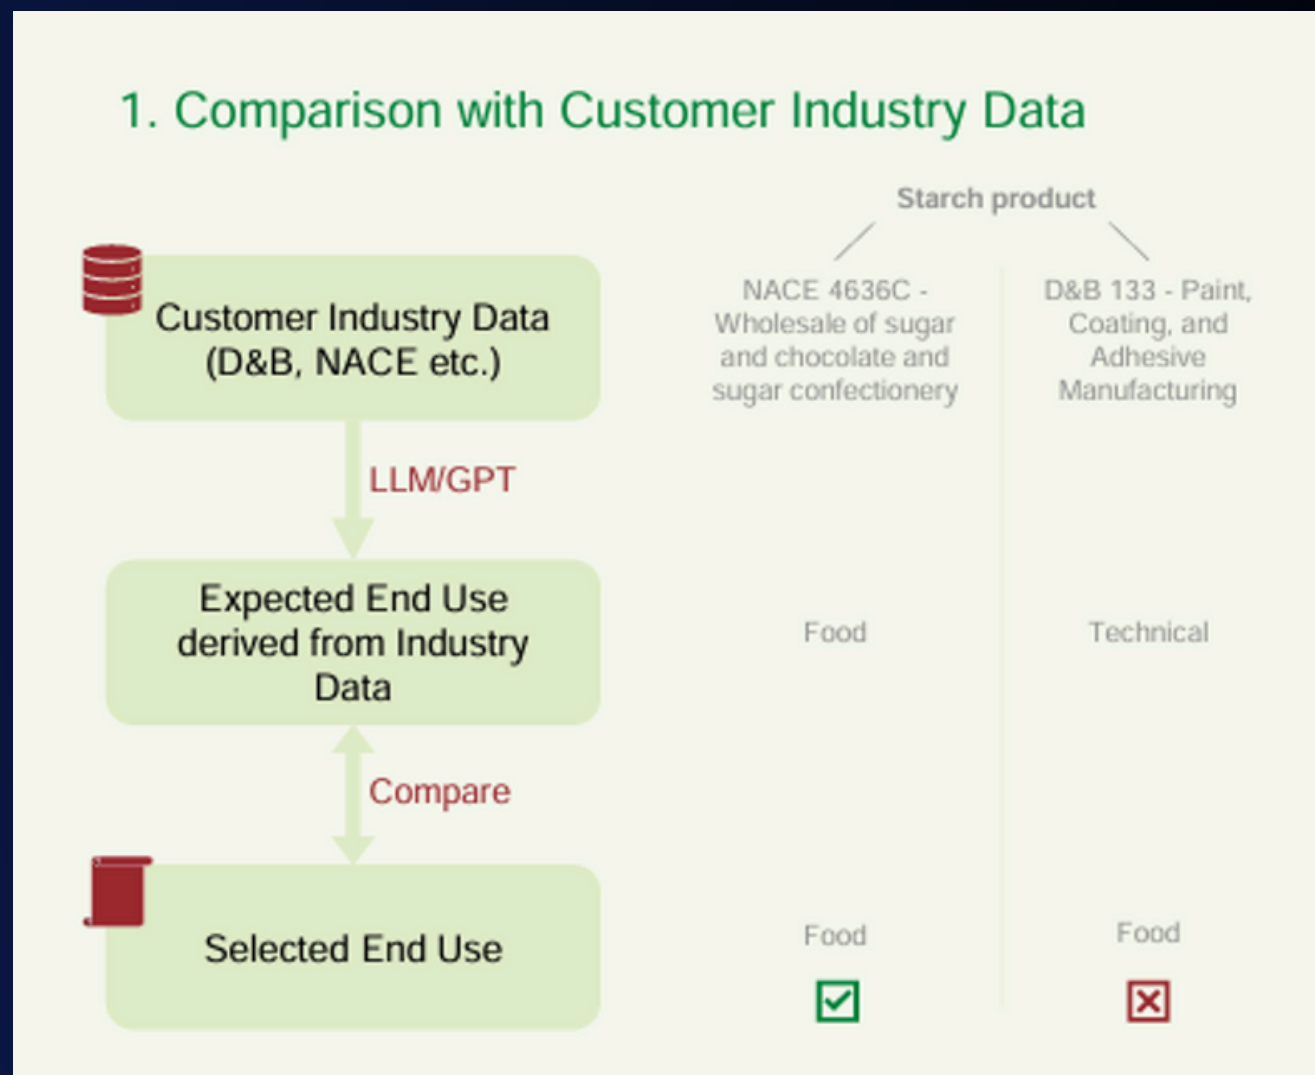 1. Comparison with Customer Industry Data
Customer Industry Data
(D&B, NACE etc.)
LLM/GPT
Expected End Use
derived from Industry
Data
Compare
Selected End Use
Starch product
NACE 4636C -
Wholesale of sugar
and chocolate and
sugar confectionery
Food
Food
D&B 133 - Paint,
Coating, and
Adhesive
Manufacturing
Technical
Food